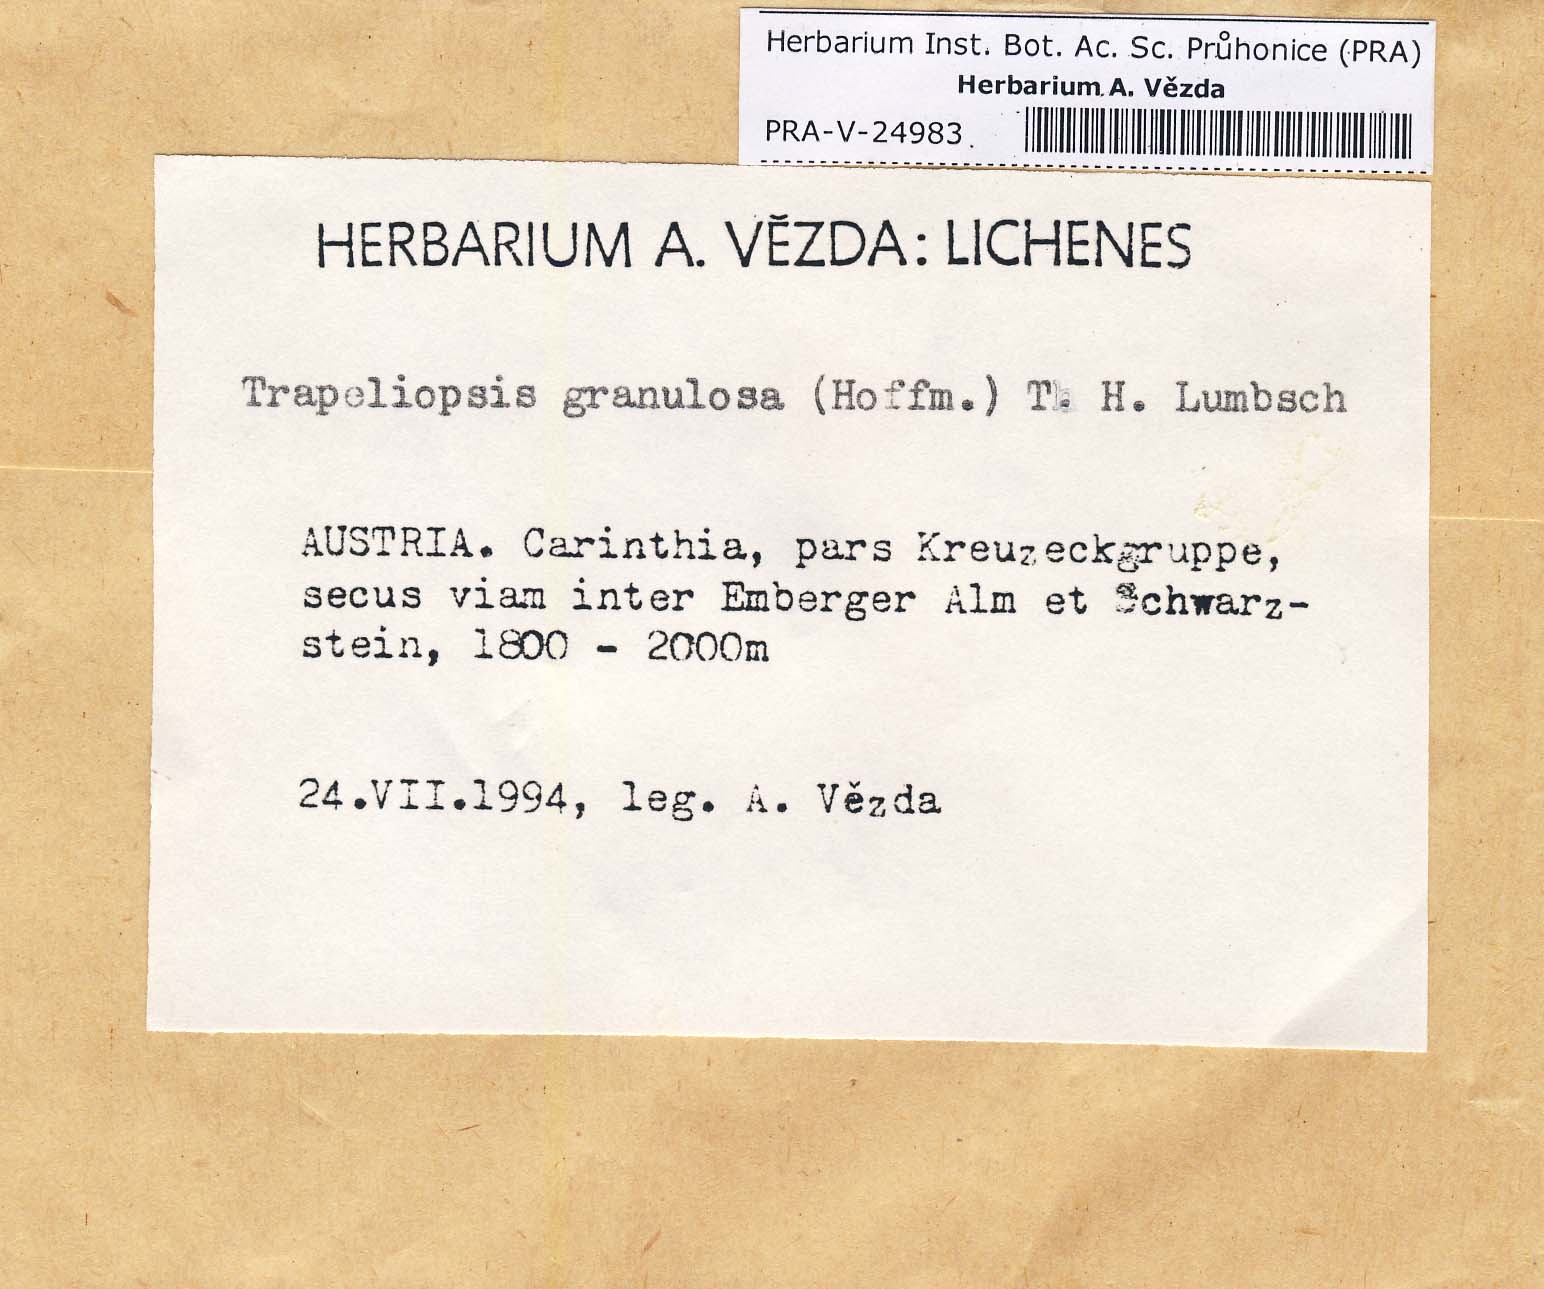 Herbarium Inst. Bot. Ac. Sc. Průhonice (PRA)
Herbarium A. Vězda
PRA-V-24983
HERBARIUM A. VĚZDA: LICHENES
Trapeliopsis granulosa (Hoffm.) T. H. Lumbsch
AUSTRIA. Carinthia, pars Kreuzeckgruppe,
secus viam inter Emberger Alm et Schwarz-
stein, 1800 - 2000m
24.VII.1994, leg. A. Vězda